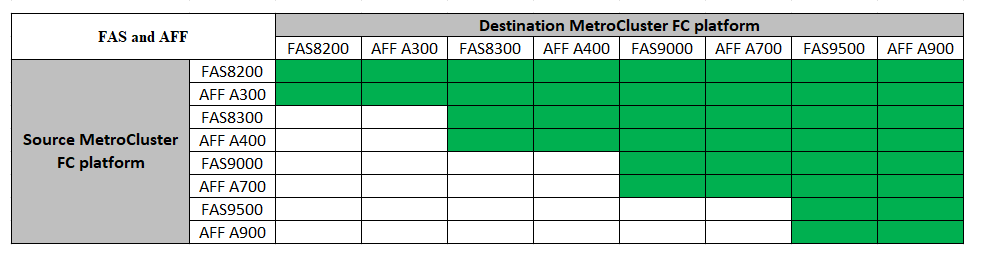 FAS and AFF
Destination MetroCluster FC platform
FAS8200 AFF A300 FAS8300 AFF A400 FAS9000 AFF A700 FAS9500 AFF A900
Source MetroCluster
FC platform
FAS8200
AFF A300
FAS8300
AFF A400
FAS9000
AFF A700
FAS9500
AFF A900